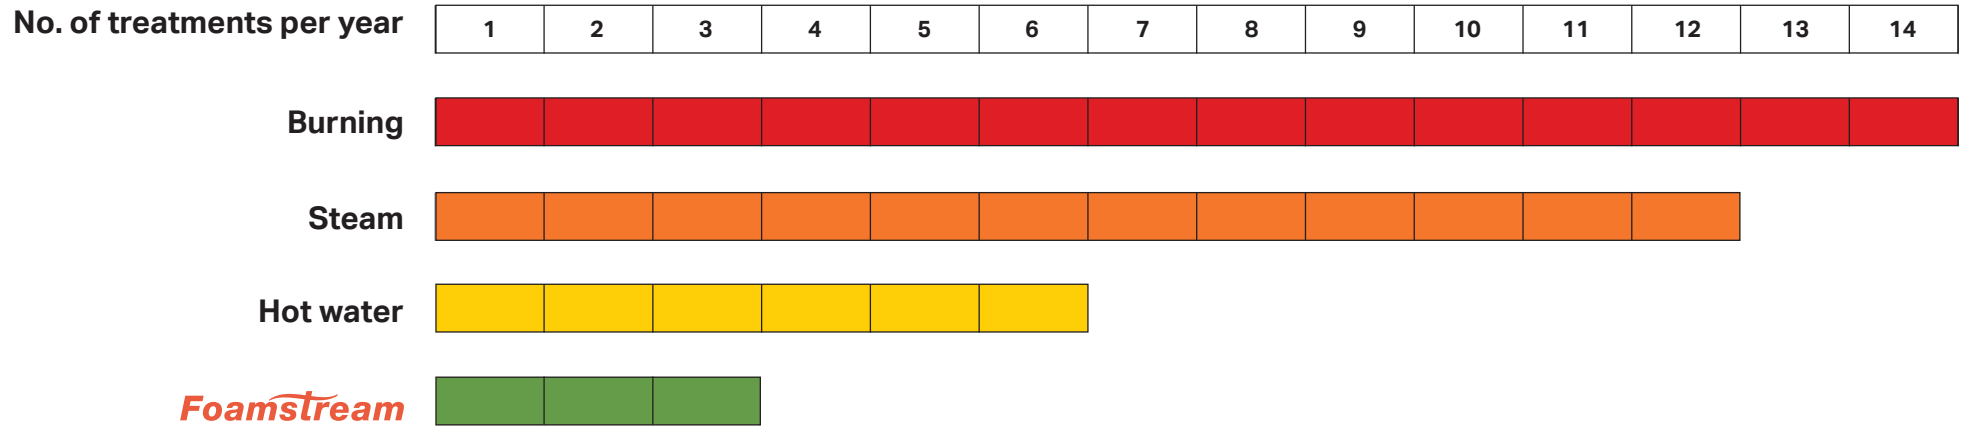 No. of treatments per year 1 2 3 4 5 6 7 8 9 10 11 12 13 14
Burning
Steam
Hot water
Foamstream